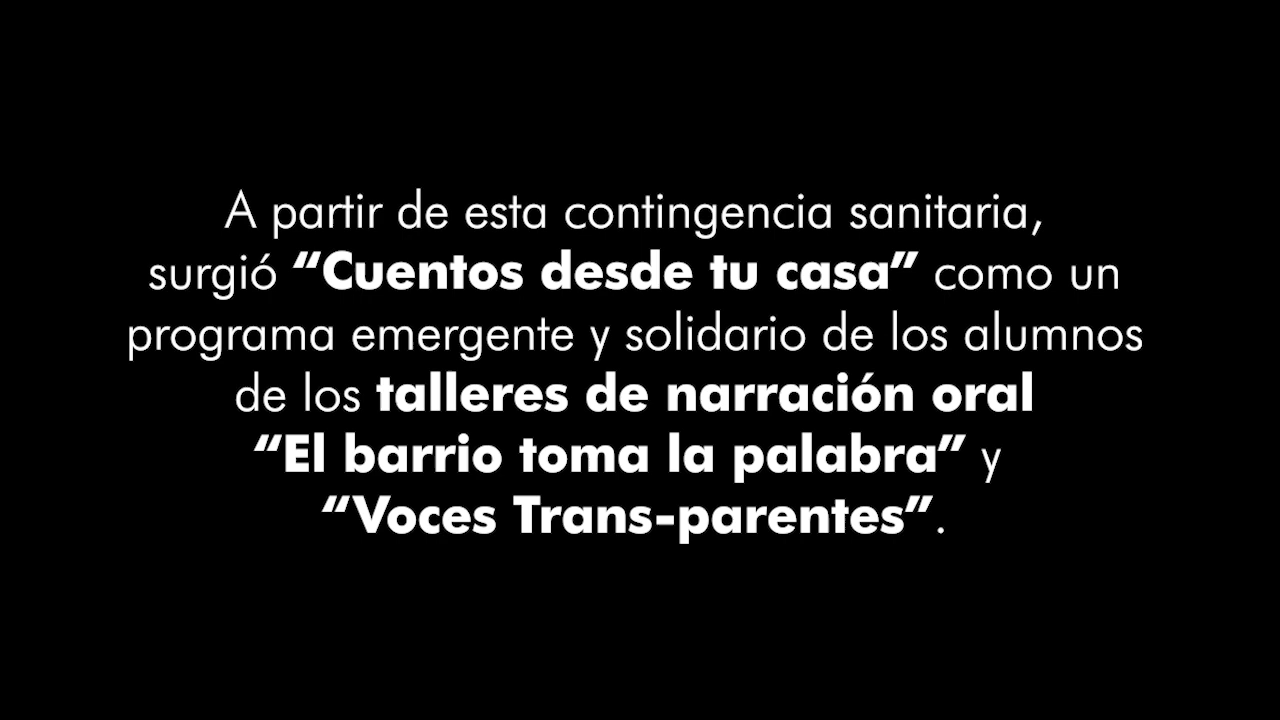 A partir de esta contingencia sanitaria,
surgió “Cuentos desde tu casa” como un
programa emergente y solidario de los alumnos
de los talleres de narración oral
“El barrio toma la palabra” y
“Voces Trans-parentes”.